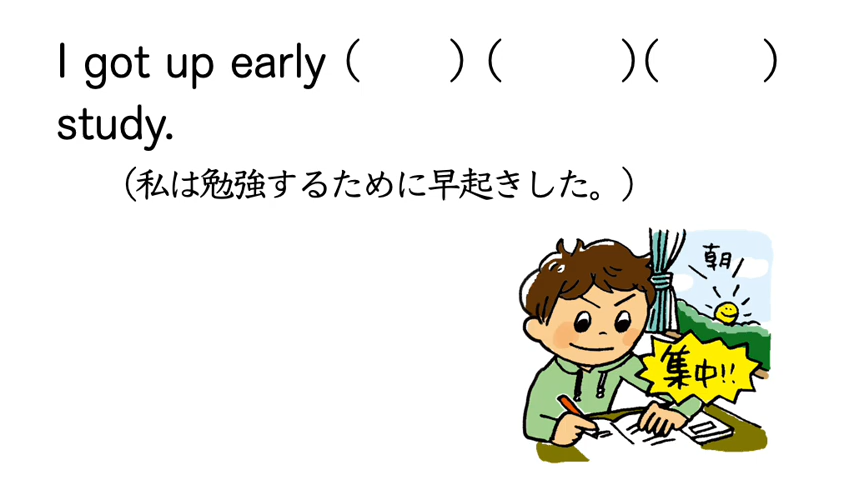 I got up early (　　) (　　　)(　　　)
study.
（私は勉強するために早起きした。）
朝
集中!!